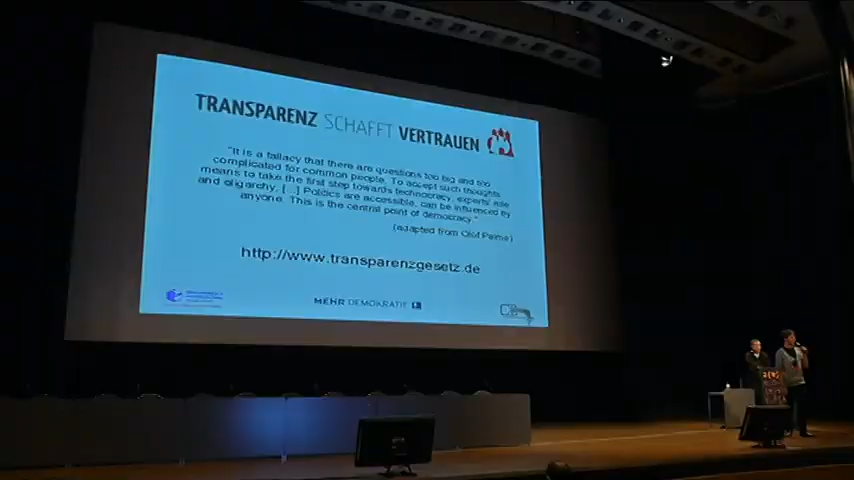 TRANSPARENZ SCHAFFT VERTRAUEN
"It is a fallacy that there are questions too big and too
complicated for common people. To accept such thoughts
means to take the first step towards technocracy, experts' rule
and oligarchy. [...] Politics are accessible, can be influenced by
anyone. This is the central point of democracy."
(adapted from Olof Palme)
http://www.transparenzgesetz.de
MEHR DEMOKRATIE